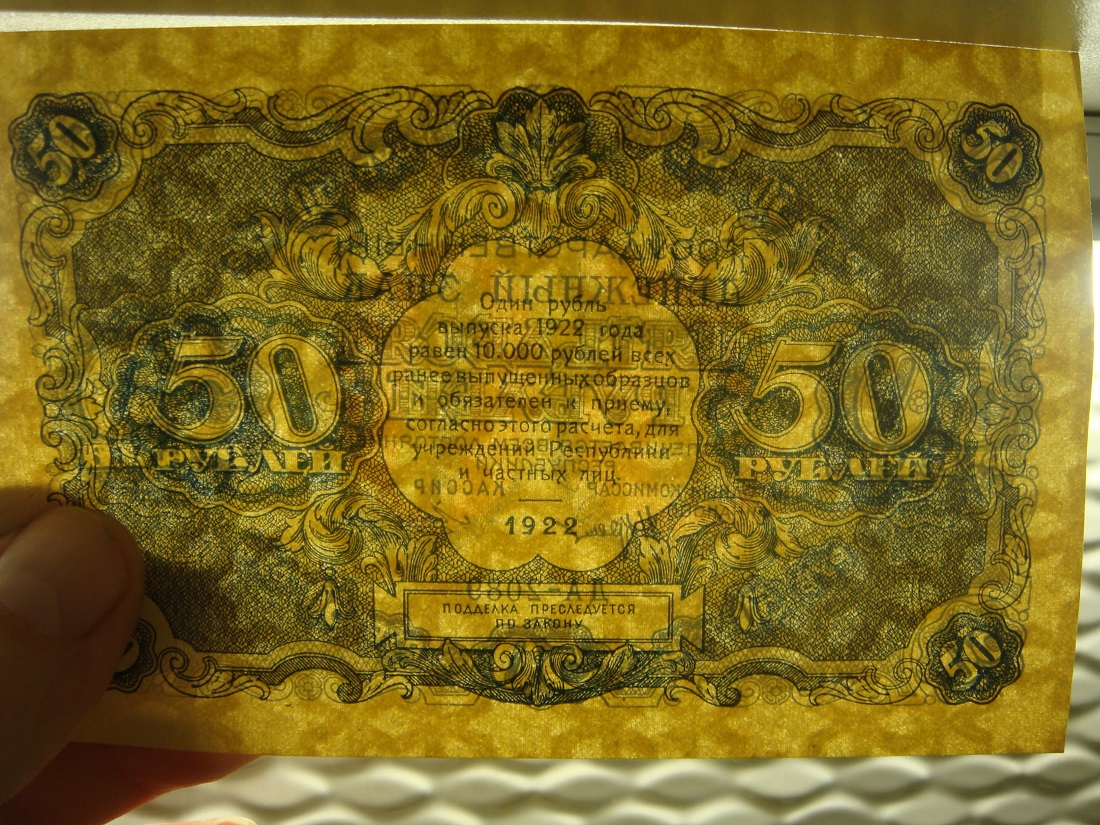 50 50
Один рубль
выпуска 1922 года
равен 10.000 рублей всех
ранее выпущенных образцов
и обязателен к приему,
согласно этого расчета, для
учреждений Республики
и частных лиц.
50 50
РУБЛЕЙ РУБЛЕЙ
1922
ПОДДЕЛКА ПРЕСЛЕДУЕТСЯ
ПО ЗАКОНУ
50